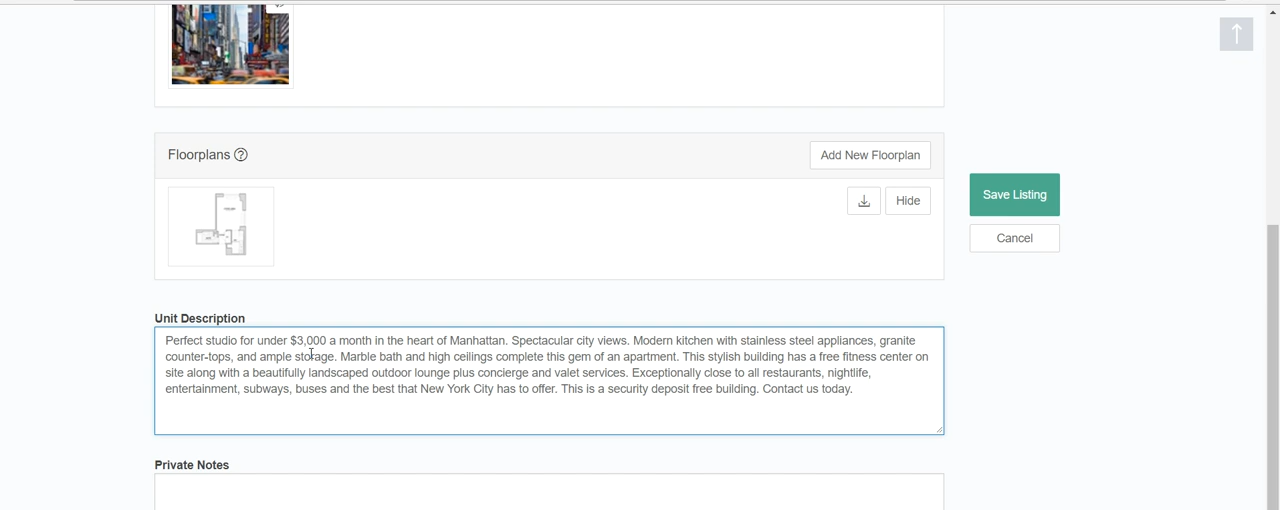 Floorplans ?
Add New Floorplan
Hide
Save Listing
Cancel
Unit Description
Perfect studio for under $3,000 a month in the heart of Manhattan. Spectacular city views. Modern kitchen with stainless steel appliances, granite
counter-tops, and ample storage. Marble bath and high ceilings complete this gem of an apartment. This stylish building has a free fitness center on
site along with a beautifully landscaped outdoor lounge plus concierge and valet services. Exceptionally close to all restaurants, nightlife,
entertainment, subways, buses and the best that New York City has to offer. This is a security deposit free building. Contact us today.
Private Notes